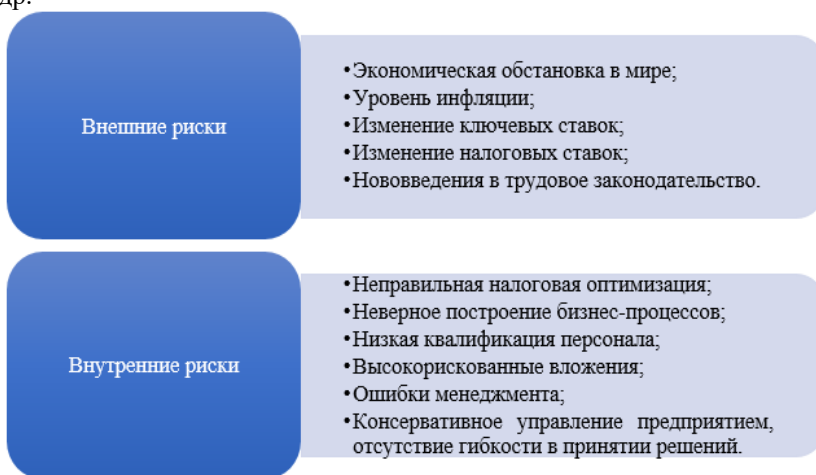 др.
Внешние риски
•Экономическая обстановка в мире;
•Уровень инфляции;
•Изменение ключевых ставок;
•Изменение налоговых ставок;
•Нововведения в трудовое законодательство.
Внутренние риски
•Неправильная налоговая оптимизация;
•Неверное построение бизнес-процессов;
•Низкая квалификация персонала;
•Высокорискованные вложения;
•Ошибки менеджмента;
•Консервативное управление предприятием,
отсутствие гибкости в принятии решений.